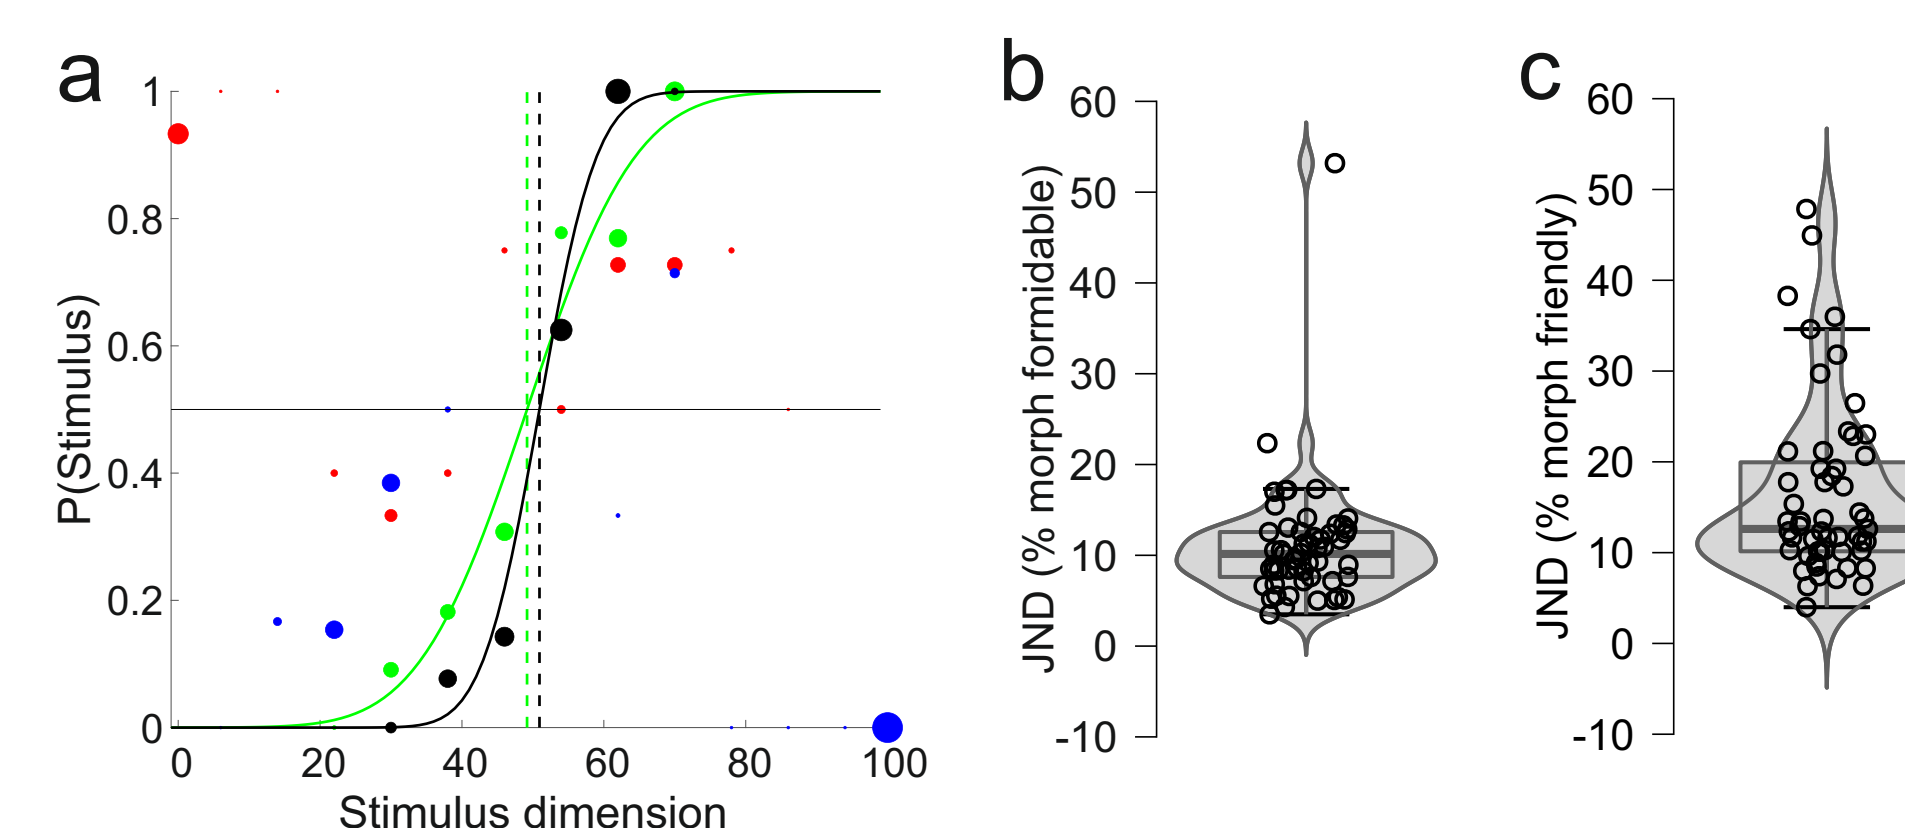 a
P(Stimulus)
1
0.8
0.6
0.4
0.2
0
0 20 40 60 80 100
Stimulus dimension
b
JND (% morph formidable)
60
50
40
30
20
10
0
-10
c
JND (% morph friendly)
60
50
40
30
20
10
0
-10